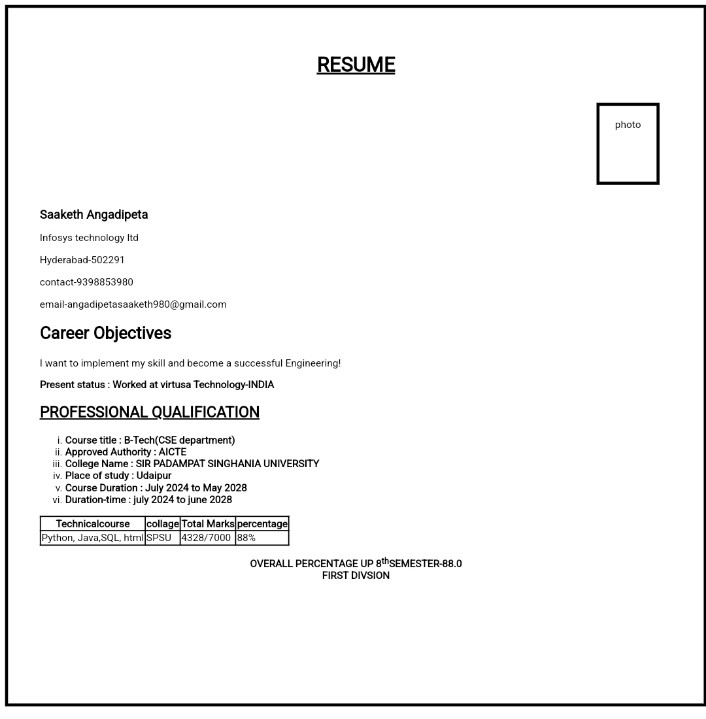 RESUME
photo
Saaketh Angadipeta
Infosys technology ltd
Hyderabad-502291
contact-9398853980
email-angadipetasaaketh980@gmail.com
Career Objectives
I want to implement my skill and become a successful Engineering!
Present status : Worked at virtusa Technology-INDIA
PROFESSIONAL QUALIFICATION
i. Course title : B-Tech(CSE department)
ii. Approved Authority : AICTE
iii. College Name : SIR PADAMPAT SINGHANIA UNIVERSITY
iv. Place of study : Udaipur
v. Course Duration : July 2024 to May 2028
vi. Duration-time : july 2024 to june 2028
Technicalcourse collage Total Marks percentage
Python, Java,SQL, html SPSU 4328/7000 88%
OVERALL PERCENTAGE UP 8thSEMESTER-88.0
FIRST DIVSION